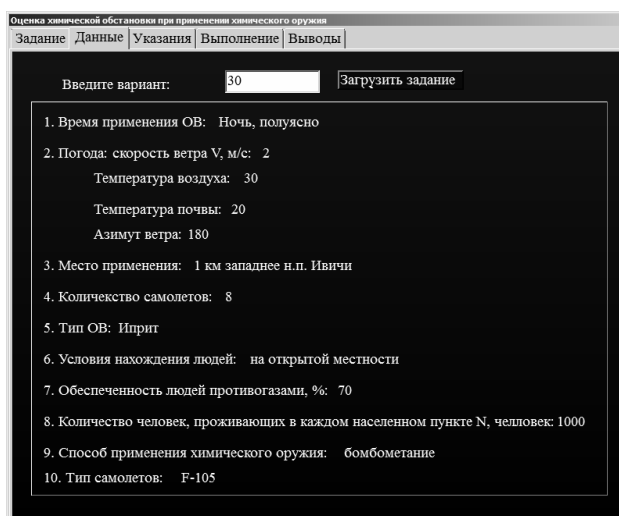 Оценка химической обстановки при применении химического оружия
Задание Данные Указания Выполнение Выводы
Введите вариант: 30 Загрузить задание
1. Время применения ОВ: Ночь, полуясно
2. Погода: скорость ветра V, м/с: 2
Температура воздуха: 30
Температура почвы: 20
Азимут ветра: 180
3. Место применения: 1 км западнее н.п. Ивичи
4. Количекство самолетов: 8
5. Тип ОВ: Иприт
6. Условия нахождения людей: на открытой местности
7. Обеспеченность людей противогазами, %: 70
8. Количество человек, проживающих в каждом населенном пункте N, челловек: 1000
9. Способ применения химического оружия: бомбометание
10. Тип самолетов: F-105